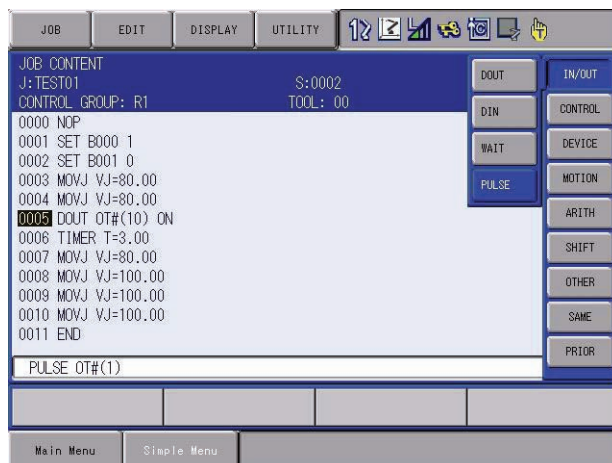 JOB EDIT DISPLAY UTILITY
JOB CONTENT
J:TEST01 S:0002
CONTROL GROUP: R1 TOOL: 00
0000 NOP
0001 SET B000 1
0002 SET B001 0
0003 MOVJ VJ=80.00
0004 MOVJ VJ=80.00
0005 DOUT OT#(10) ON
0006 TIMER T=3.00
0007 MOVJ VJ=80.00
0008 MOVJ VJ=100.00
0009 MOVJ VJ=100.00
0010 MOVJ VJ=100.00
0011 END
PULSE OT#(1)
DOUT
DIN
WAIT
PULSE
IN/OUT
CONTROL
DEVICE
MOTION
ARITH
SHIFT
OTHER
SAME
PRIOR
Main Menu Simple Menu